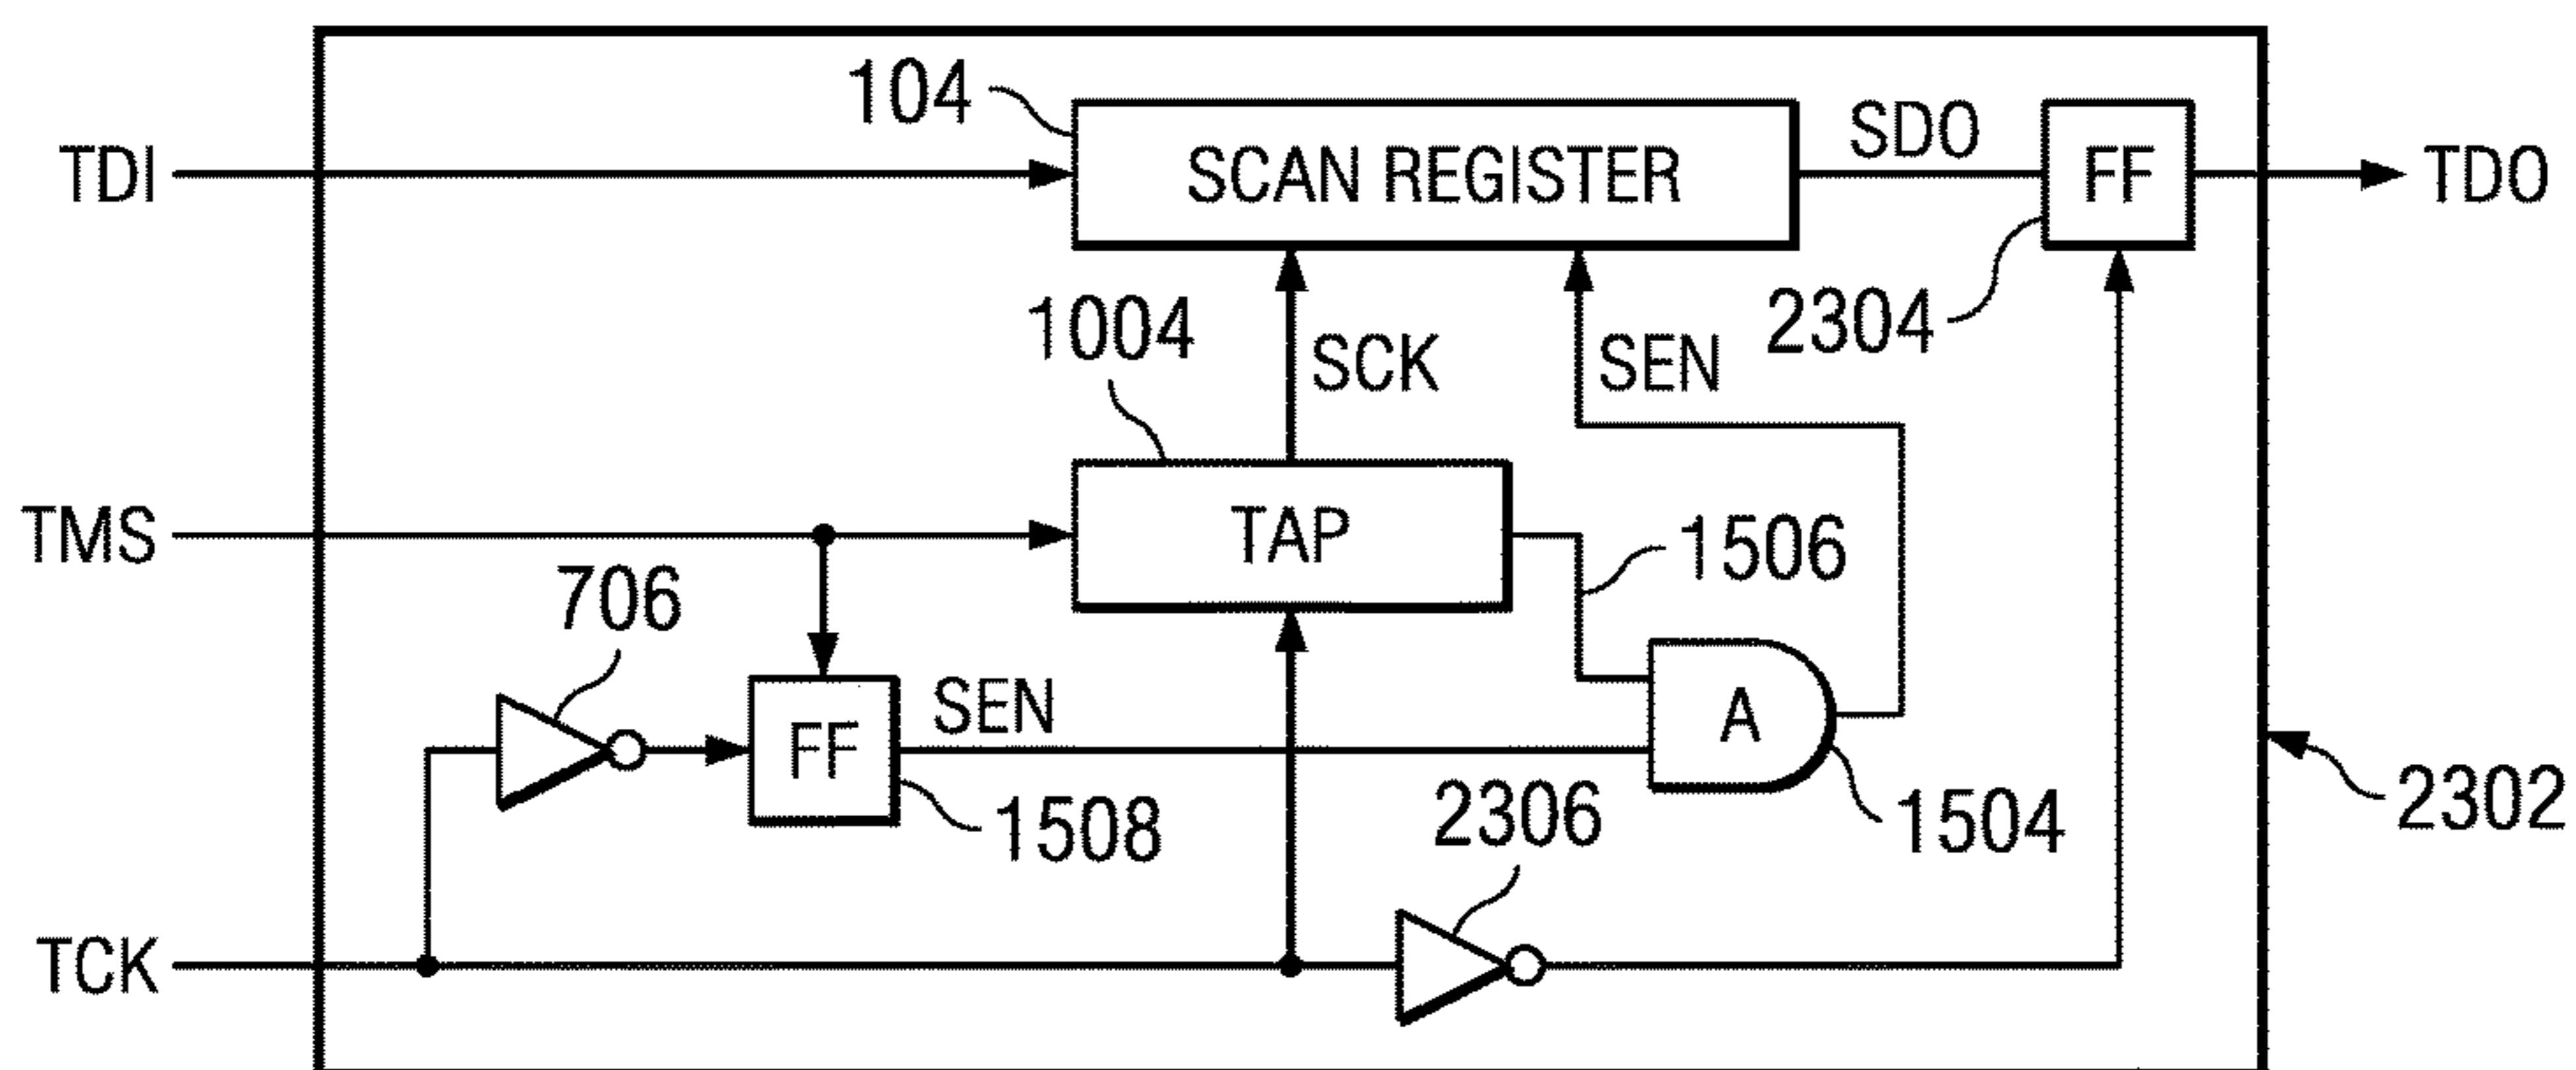 104
TDI
SCAN REGISTER
SDO
FF
TDO
2304
1004
SCK
SEN
TMS
TAP
1506
706
FF
SEN
A
1508
2306
1504
2302
TCK